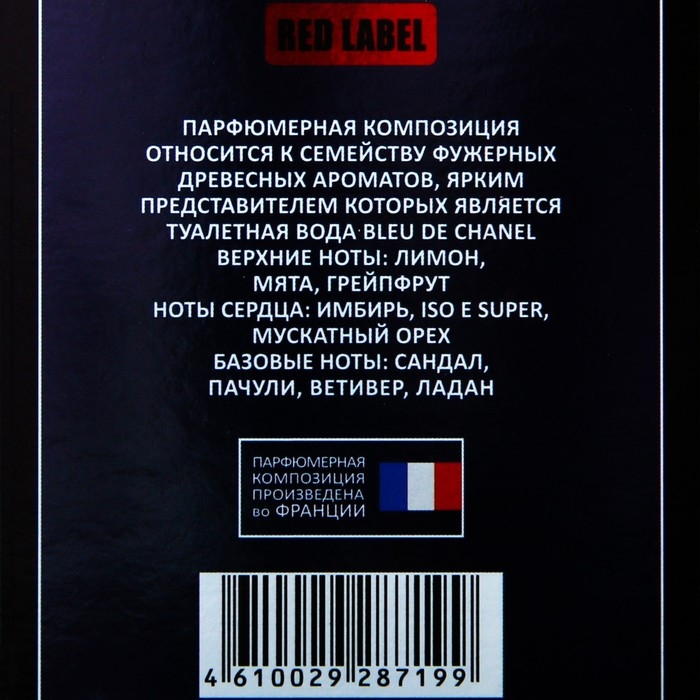 RED LABEL
ПАРФЮМЕРНАЯ КОМПОЗИЦИЯ
ОТНОСИТСЯ К СЕМЕЙСТВУ ФУЖЕРНЫХ
ДРЕВЕСНЫХ АРОМАТОВ, ЯРКИМ
ПРЕДСТАВИТЕЛЕМ КОТОРЫХ ЯВЛЯЕТСЯ
ТУАЛЕТНАЯ ВОДА BLEU DE CHANEL
ВЕРХНИЕ НОТЫ: ЛИМОН,
МЯТА, ГРЕЙПФРУТ
НОТЫ СЕРДЦА: ИМБИРЬ, ISO E SUPER,
МУСКАТНЫЙ ОРЕХ
БАЗОВЫЕ НОТЫ: САНДАЛ,
ПАЧУЛИ, ВЕТИВЕР, ЛАДАН
ПАРФЮМЕРНАЯ
КОМПОЗИЦИЯ
ПРОИЗВЕДЕНА
во ФРАНЦИИ
4 610029 287199